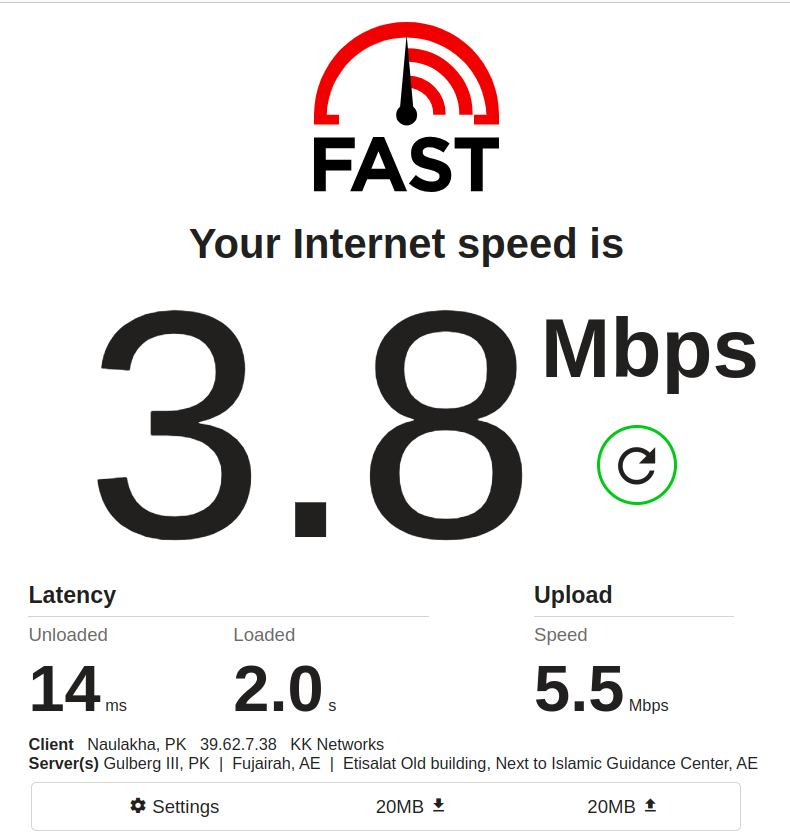 FAST
Your Internet speed is
3.8 Mbps
Latency Upload
Unloaded Loaded Speed
14 ms 2.0 s 5.5 Mbps
Client Naulakha, PK 39.62.7.38 KK Networks
Server(s) Gulberg III, PK | Fujairah, AE | Etisalat Old building, Next to Islamic Guidance Center, AE
Settings 20MB 20MB